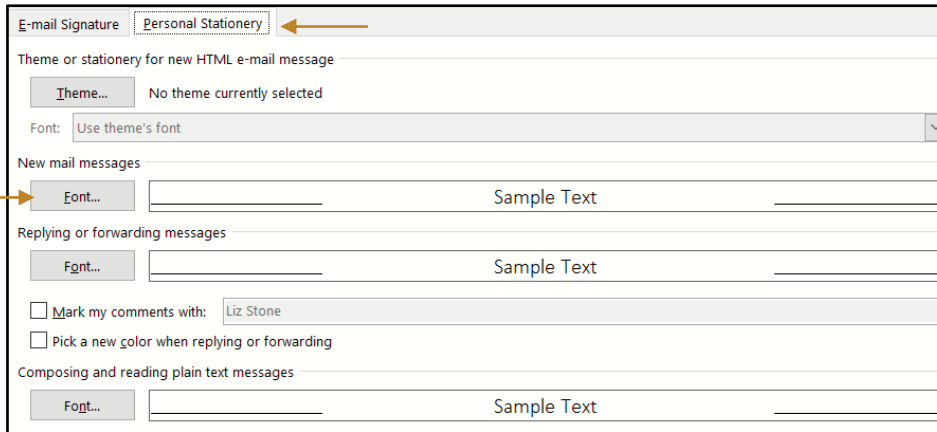 E-mail Signature Personal Stationery
Theme or stationery for new HTML e-mail message
Theme... No theme currently selected
Font: Use theme's font
New mail messages
Font... Sample Text
Replying or forwarding messages
Font... Sample Text
Mark my comments with: Liz Stone
Pick a new color when replying or forwarding
Composing and reading plain text messages
Font... Sample Text